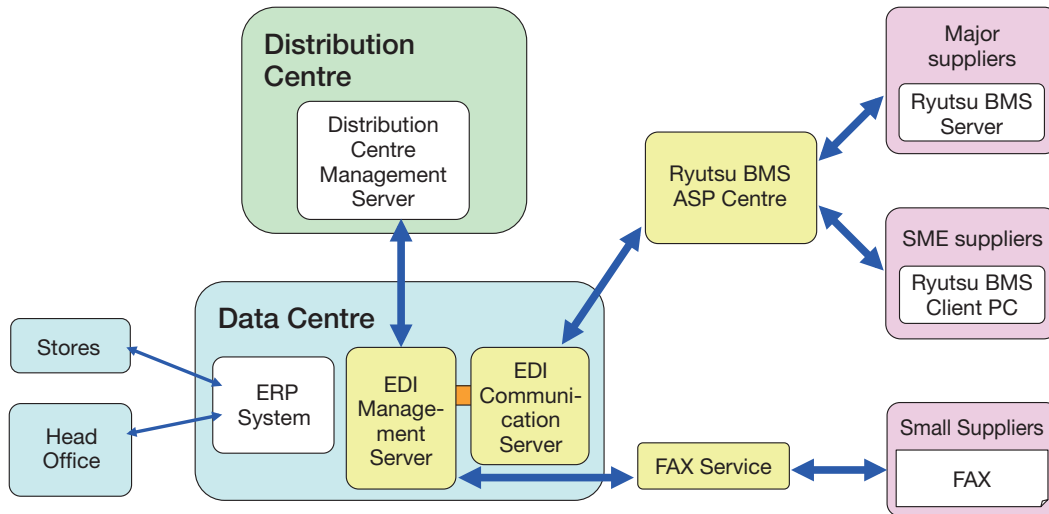 Distribution
Centre
Distribution
Centre
Management
Server
Major
suppliers
Ryutsu BMS
Server
Ryutsu BMS
ASP Centre
SME suppliers
Ryutsu BMS
Client PC
Data Centre
Stores
Head
Office
ERP
System
EDI
Manage-
ment
Server
EDI
Communi-
cation
Server
FAX Service
Small Suppliers
FAX